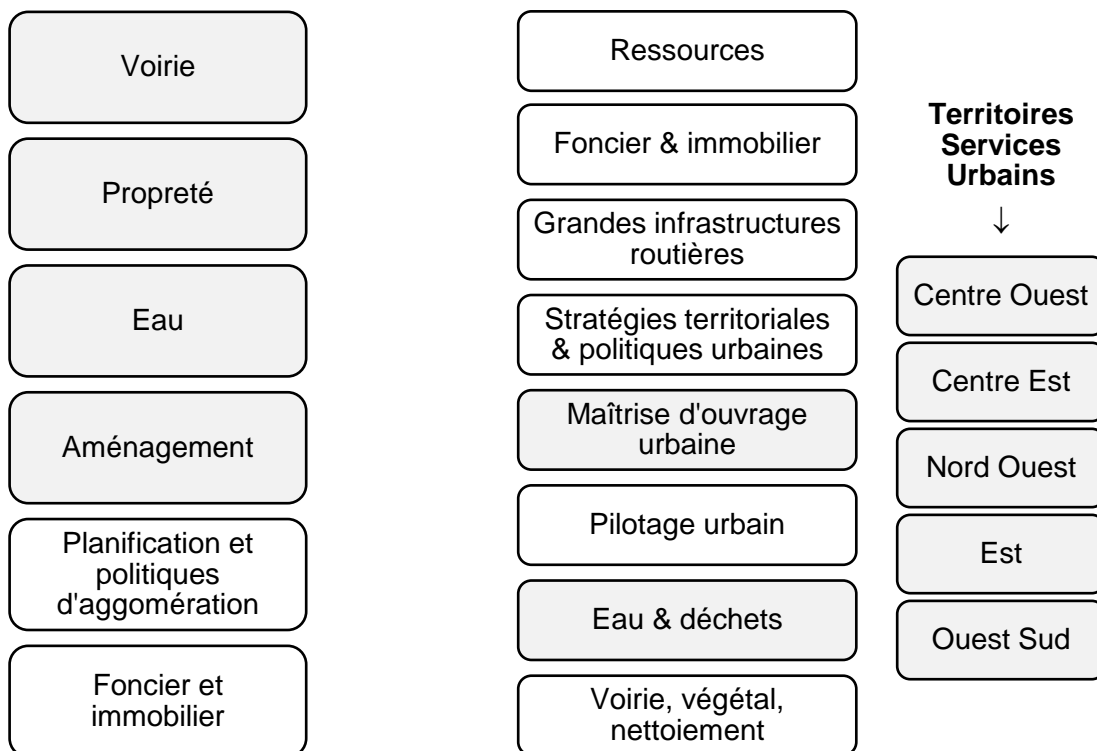 Voirie
Propreté
Eau
Aménagement
Planification et
politiques
d'aggomération
Foncier et
immobilier
Ressources
Foncier & immobilier
Grandes infrastructures
routières
Stratégies territoriales
& politiques urbaines
Maîtrise d'ouvrage
urbaine
Pilotage urbain
Eau & déchets
Voirie, végétal,
nettoiement
Territoires
Services
Urbains
↓
Centre Ouest
Centre Est
Nord Ouest
Est
Ouest Sud